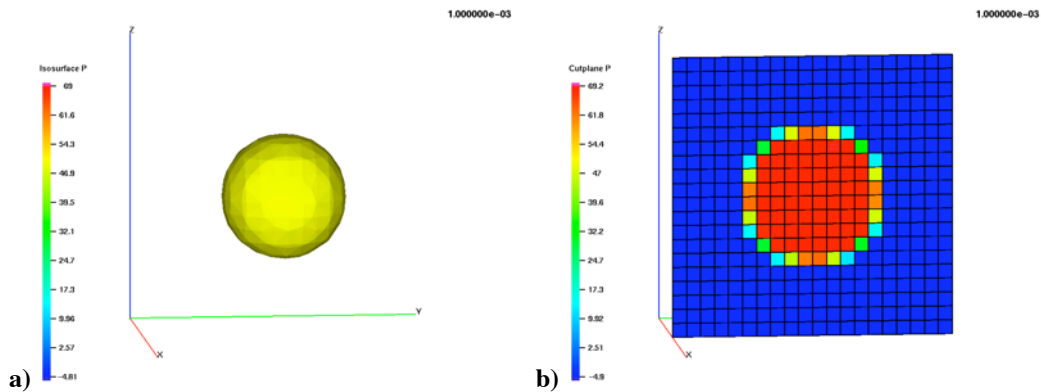 1.000000e-03
Z
Isosurface P
69
61.6
54.3
46.9
39.5
32.1
24.7
17.3
9.96
2.57
-4.81
Y
X
a)
1.000000e-03
Z
Cutplane P
69.2
61.8
54.4
47
39.6
32.2
24.7
17.3
9.92
2.51
-4.9
X
b)